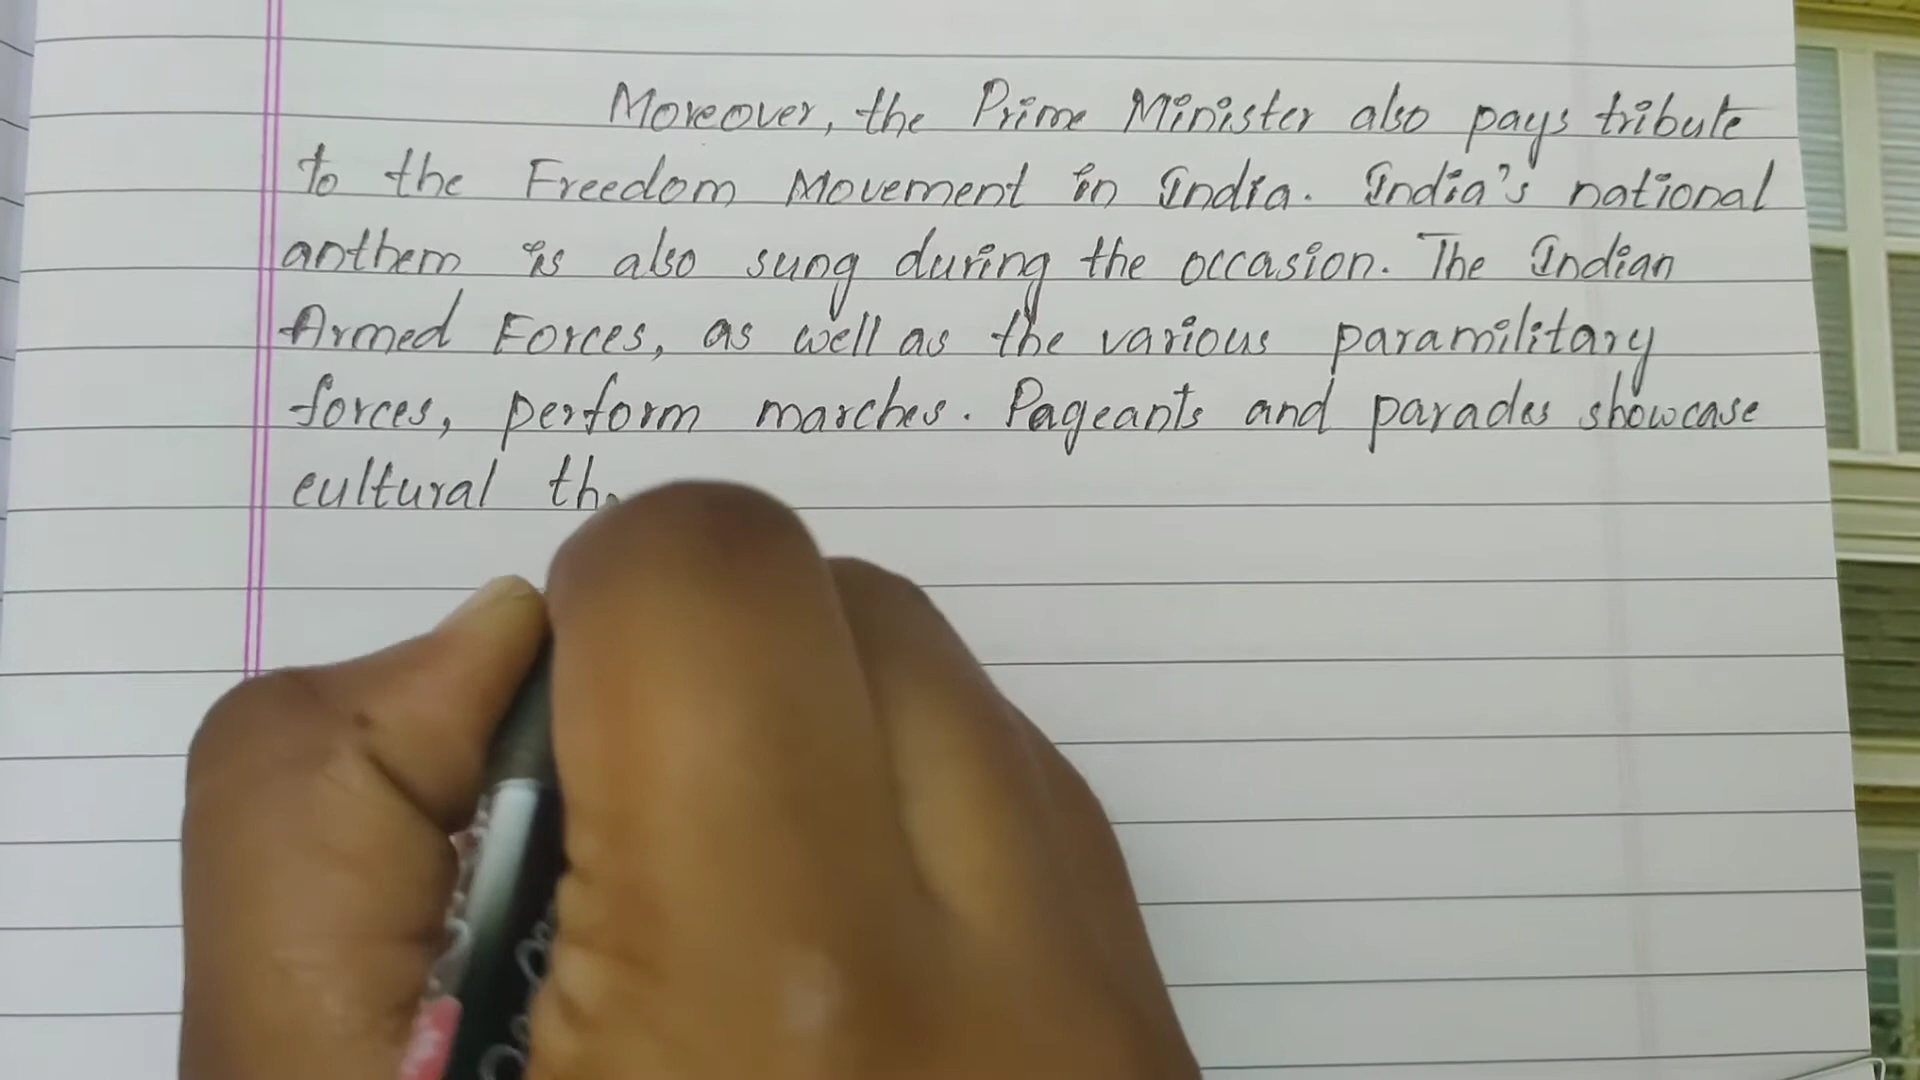 Moreover, the Prime Minister also pays tribute
to the Freedom Movement in India. India's national
anthem is also sung during the occasion. The Indian
Armed Forces, as well as the various paramilitary
forces, perform marches. Pageants and parades showcase
cultural